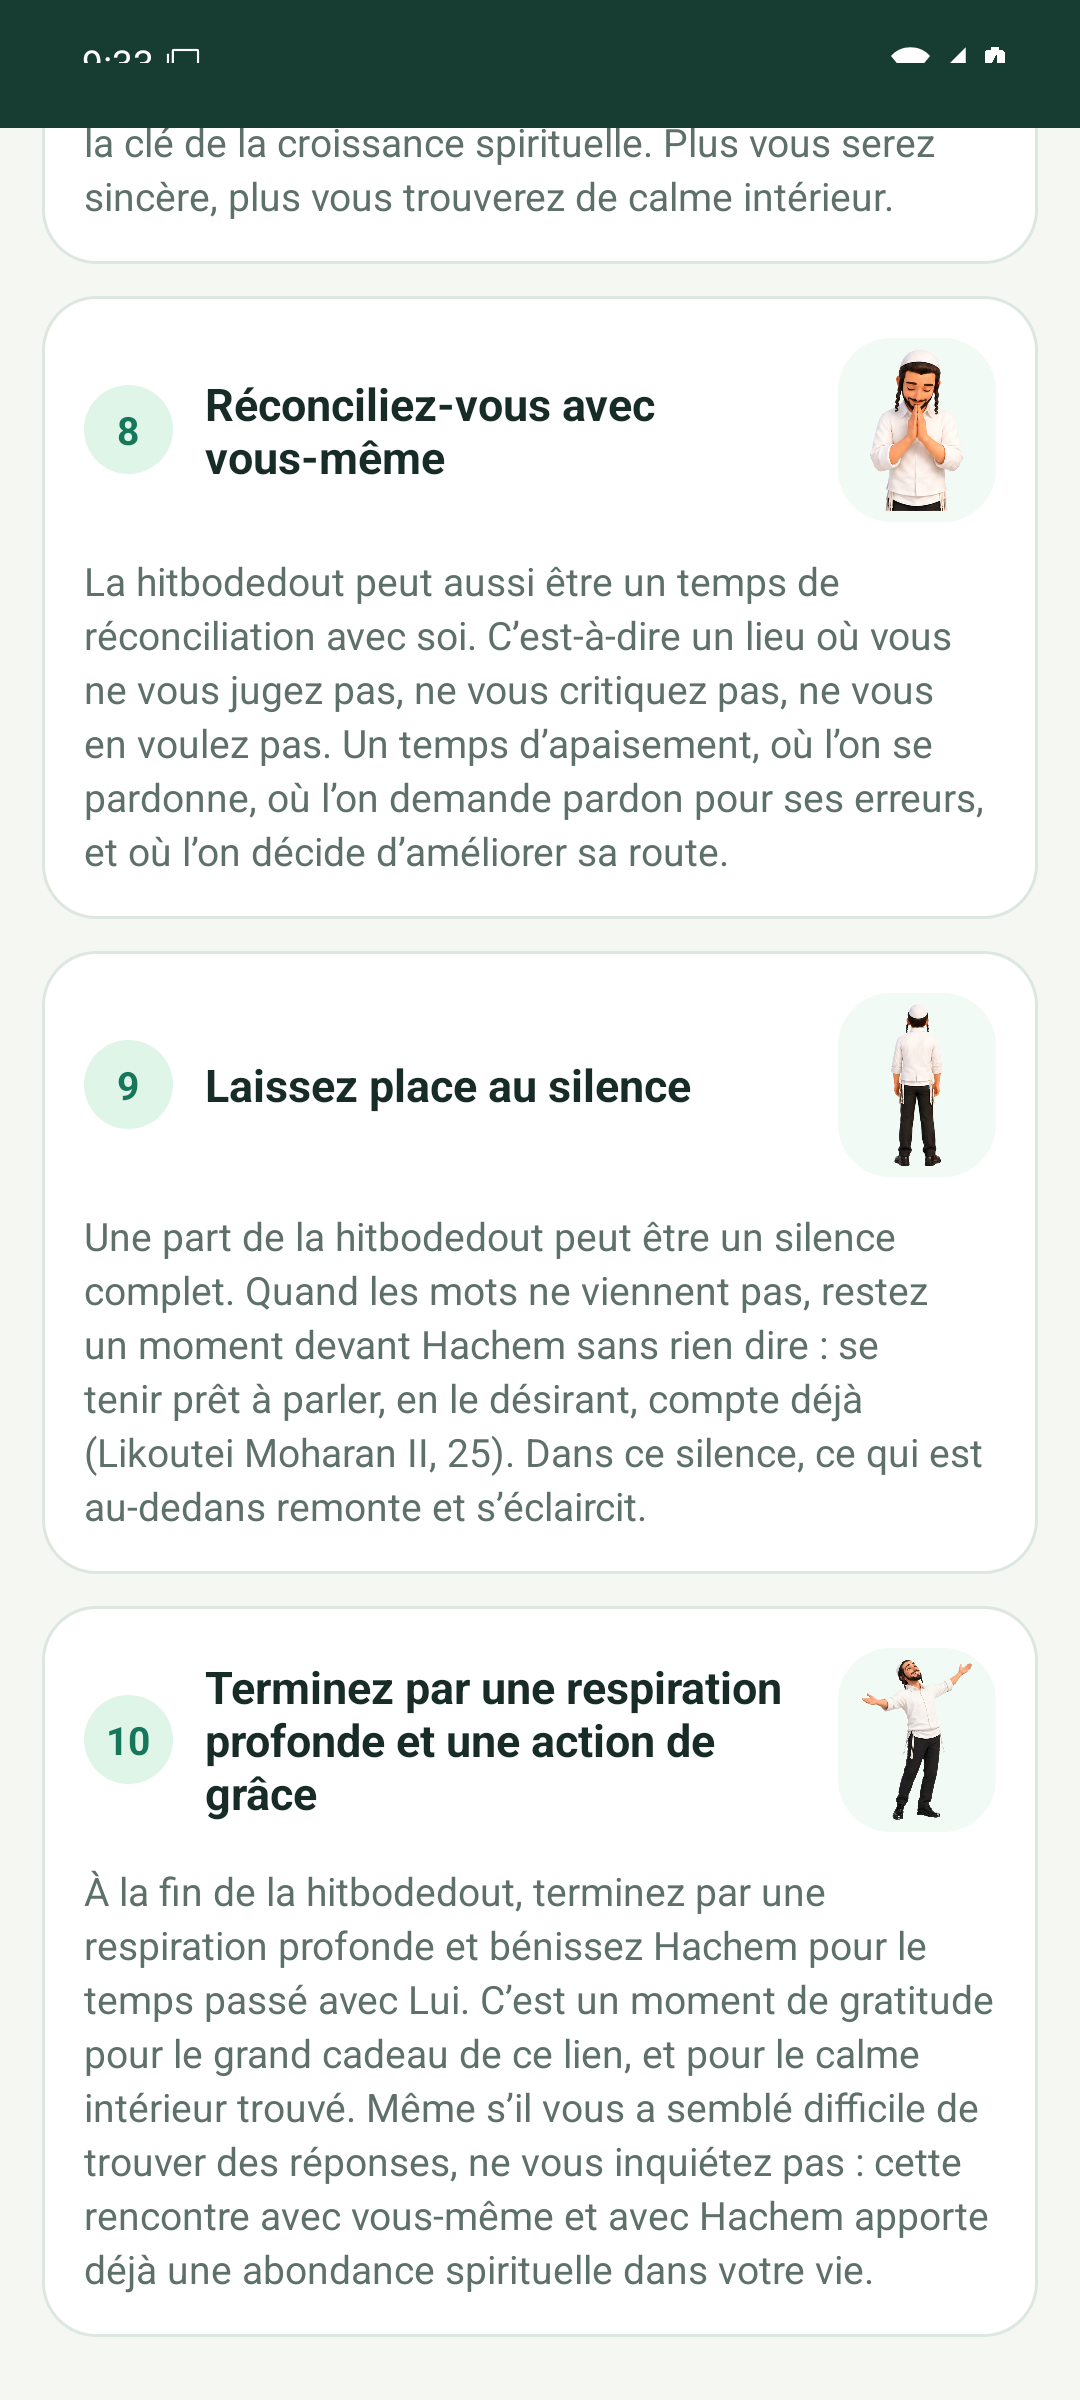 9:33
la clé de la croissance spirituelle. Plus vous serez
sincère, plus vous trouverez de calme intérieur.
8
Réconciliez-vous avec
vous-même
La hitbodedout peut aussi être un temps de
réconciliation avec soi. C’est-à-dire un lieu où vous
ne vous jugez pas, ne vous critiquez pas, ne vous
en voulez pas. Un temps d’apaisement, où l’on se
pardonne, où l’on demande pardon pour ses erreurs,
et où l’on décide d’améliorer sa route.
9
Laissez place au silence
Une part de la hitbodedout peut être un silence
complet. Quand les mots ne viennent pas, restez
un moment devant Hachem sans rien dire : se
tenir prêt à parler, en le désirant, compte déjà
(Likoutei Moharan II, 25). Dans ce silence, ce qui est
au-dedans remonte et s’éclaircit.
10
Terminez par une respiration
profonde et une action de
grâce
À la fin de la hitbodedout, terminez par une
respiration profonde et bénissez Hachem pour le
temps passé avec Lui. C’est un moment de gratitude
pour le grand cadeau de ce lien, et pour le calme
intérieur trouvé. Même s’il vous a semblé difficile de
trouver des réponses, ne vous inquiétez pas : cette
rencontre avec vous-même et avec Hachem apporte
déjà une abondance spirituelle dans votre vie.